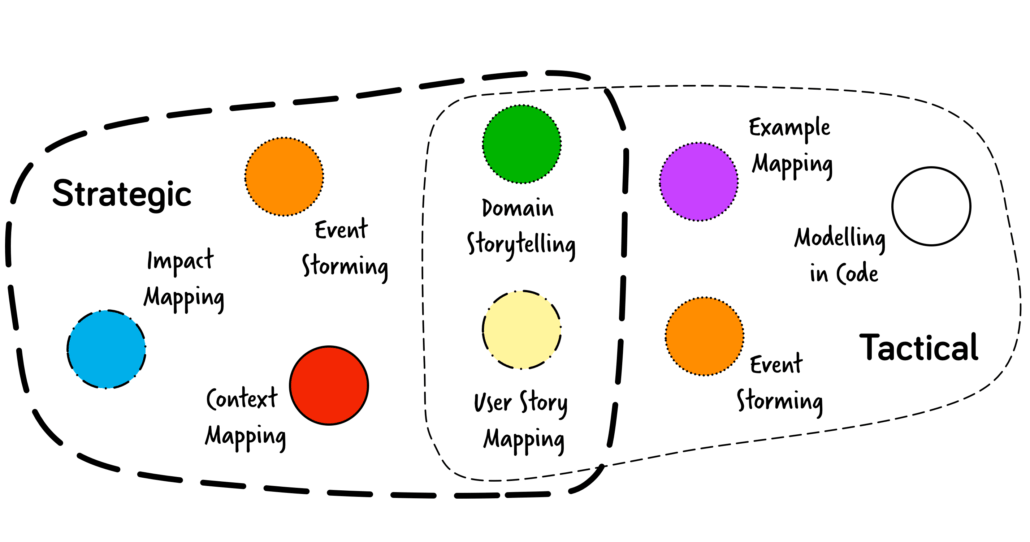 Strategic
Event
Storming
Impact
Mapping
Context
Mapping
Domain
Storytelling
User Story
Mapping
Example
Mapping
Modelling
in Code
Event
Storming
Tactical